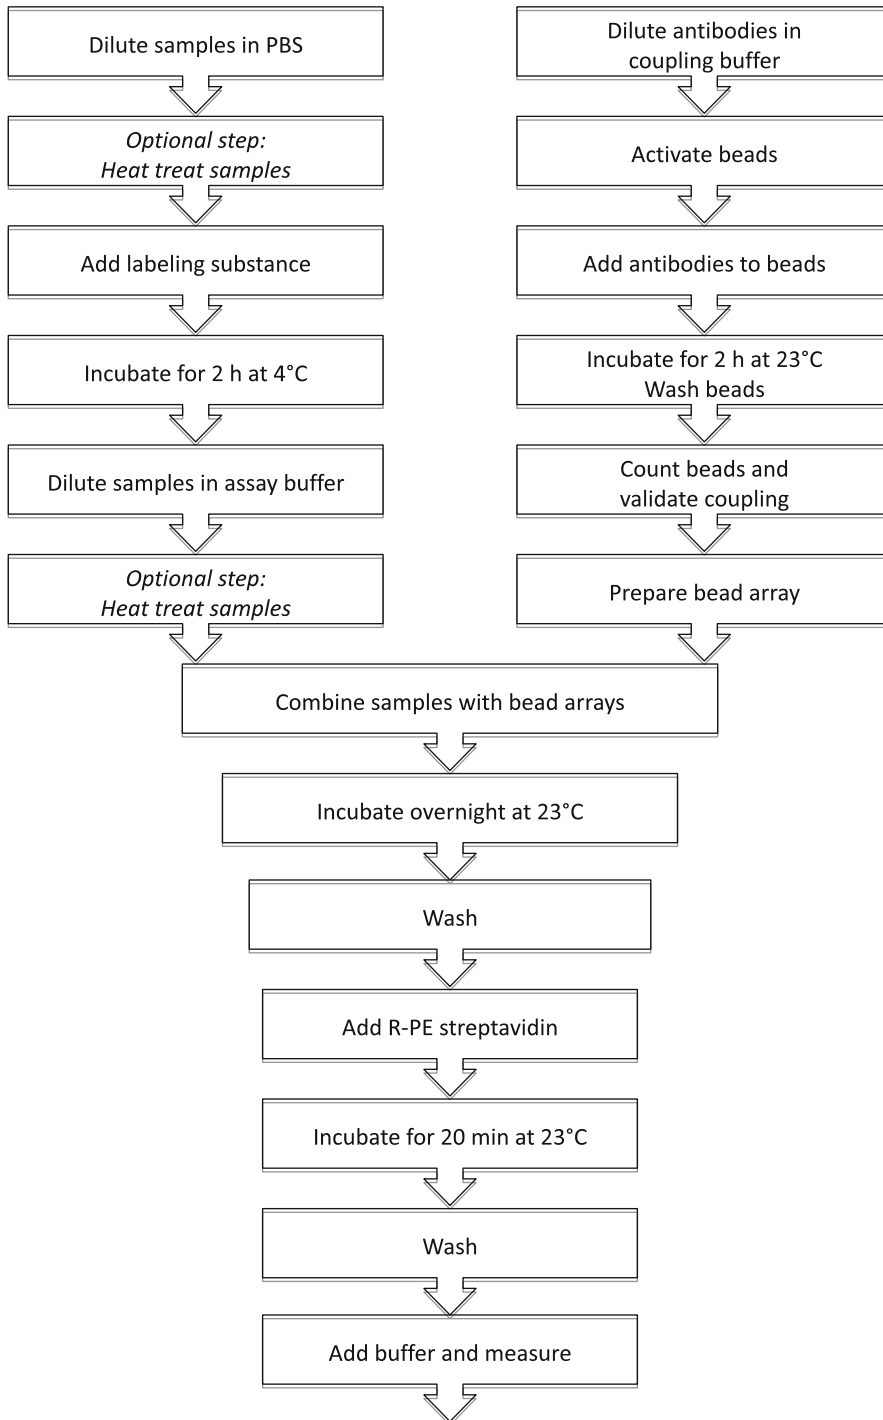 Dilute samples in PBS
Optional step:
Heat treat samples
Add labeling substance
Incubate for 2 h at 4°C
Dilute samples in assay buffer
Optional step:
Heat treat samples
Dilute antibodies in
coupling buffer
Activate beads
Add antibodies to beads
Incubate for 2 h at 23°C
Wash beads
Count beads and
validate coupling
Prepare bead array
Combine samples with bead arrays
Incubate overnight at 23°C
Wash
Add R-PE streptavidin
Incubate for 20 min at 23°C
Wash
Add buffer and measure